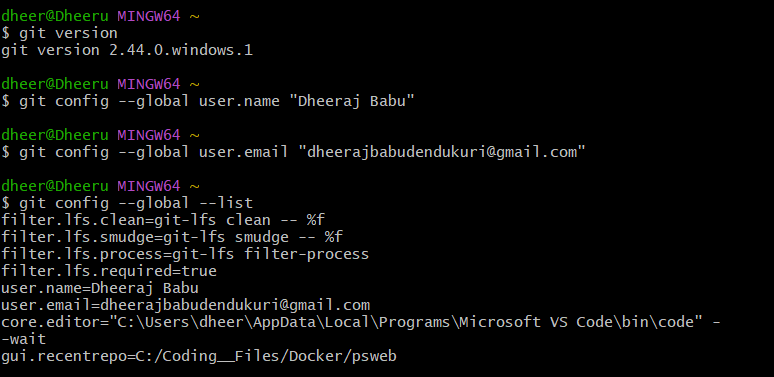 dheer@Dheeru MINGW64 ~
$ git version
git version 2.44.0.windows.1
dheer@Dheeru MINGW64 ~
$ git config --global user.name "Dheeraj Babu"
dheer@Dheeru MINGW64 ~
$ git config --global user.email "dheerajbabudendukuri@gmail.com"
dheer@Dheeru MINGW64 ~
$ git config --global --list
filter.lfs.clean=git-lfs clean -- %f
filter.lfs.smudge=git-lfs smudge -- %f
filter.lfs.process=git-lfs filter-process
filter.lfs.required=true
user.name=Dheeraj Babu
user.email=dheerajbabudendukuri@gmail.com
core.editor="C:\Users\dheer\AppData\Local\Programs\Microsoft VS Code\bin\code" -
-wait
gui.recentrepo=C:/Coding__Files/Docker/psweb